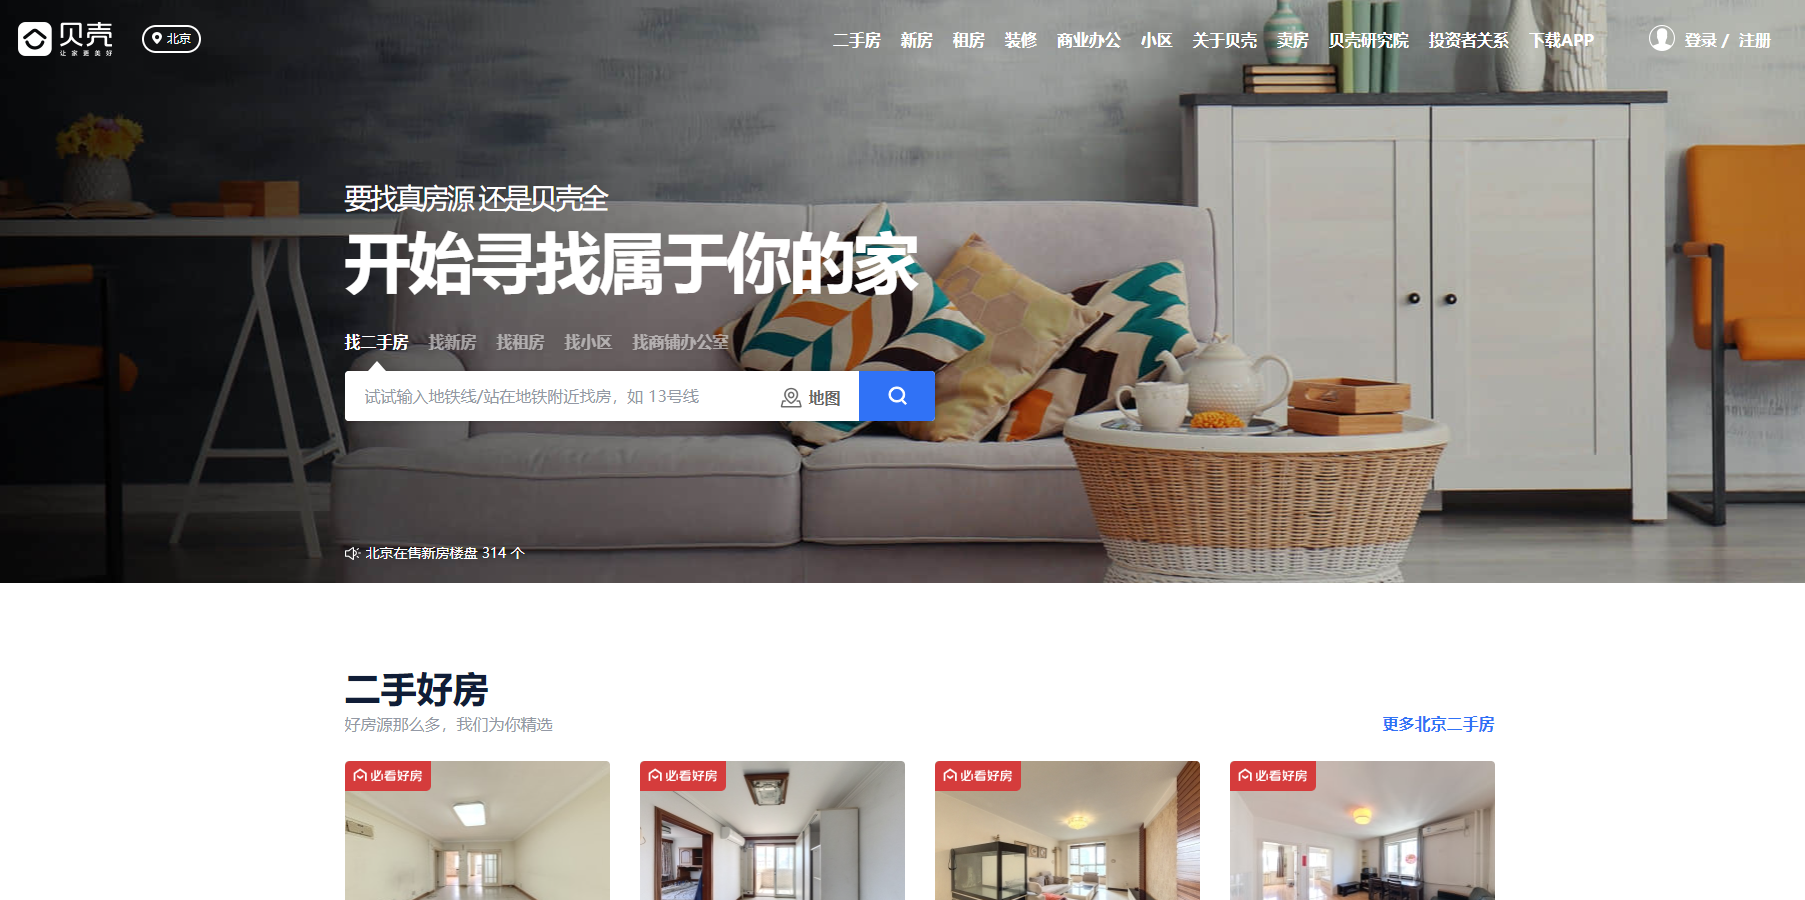 贝壳
让家更美好
北京
二手房 新房 租房 装修 商业办公 小区 关于贝壳 卖房 贝壳研究院 投资者关系 下载APP
登录 / 注册
要找真房源 还是贝壳全
开始寻找属于你的家
找二手房 找新房 找租房 找小区 找商铺办公室
试试输入地铁线/站在地铁附近找房，如 13号线
地图
北京在售新房楼盘 314 个
二手好房
好房源那么多，我们为你精选
更多北京二手房
必看好房
必看好房
必看好房
必看好房